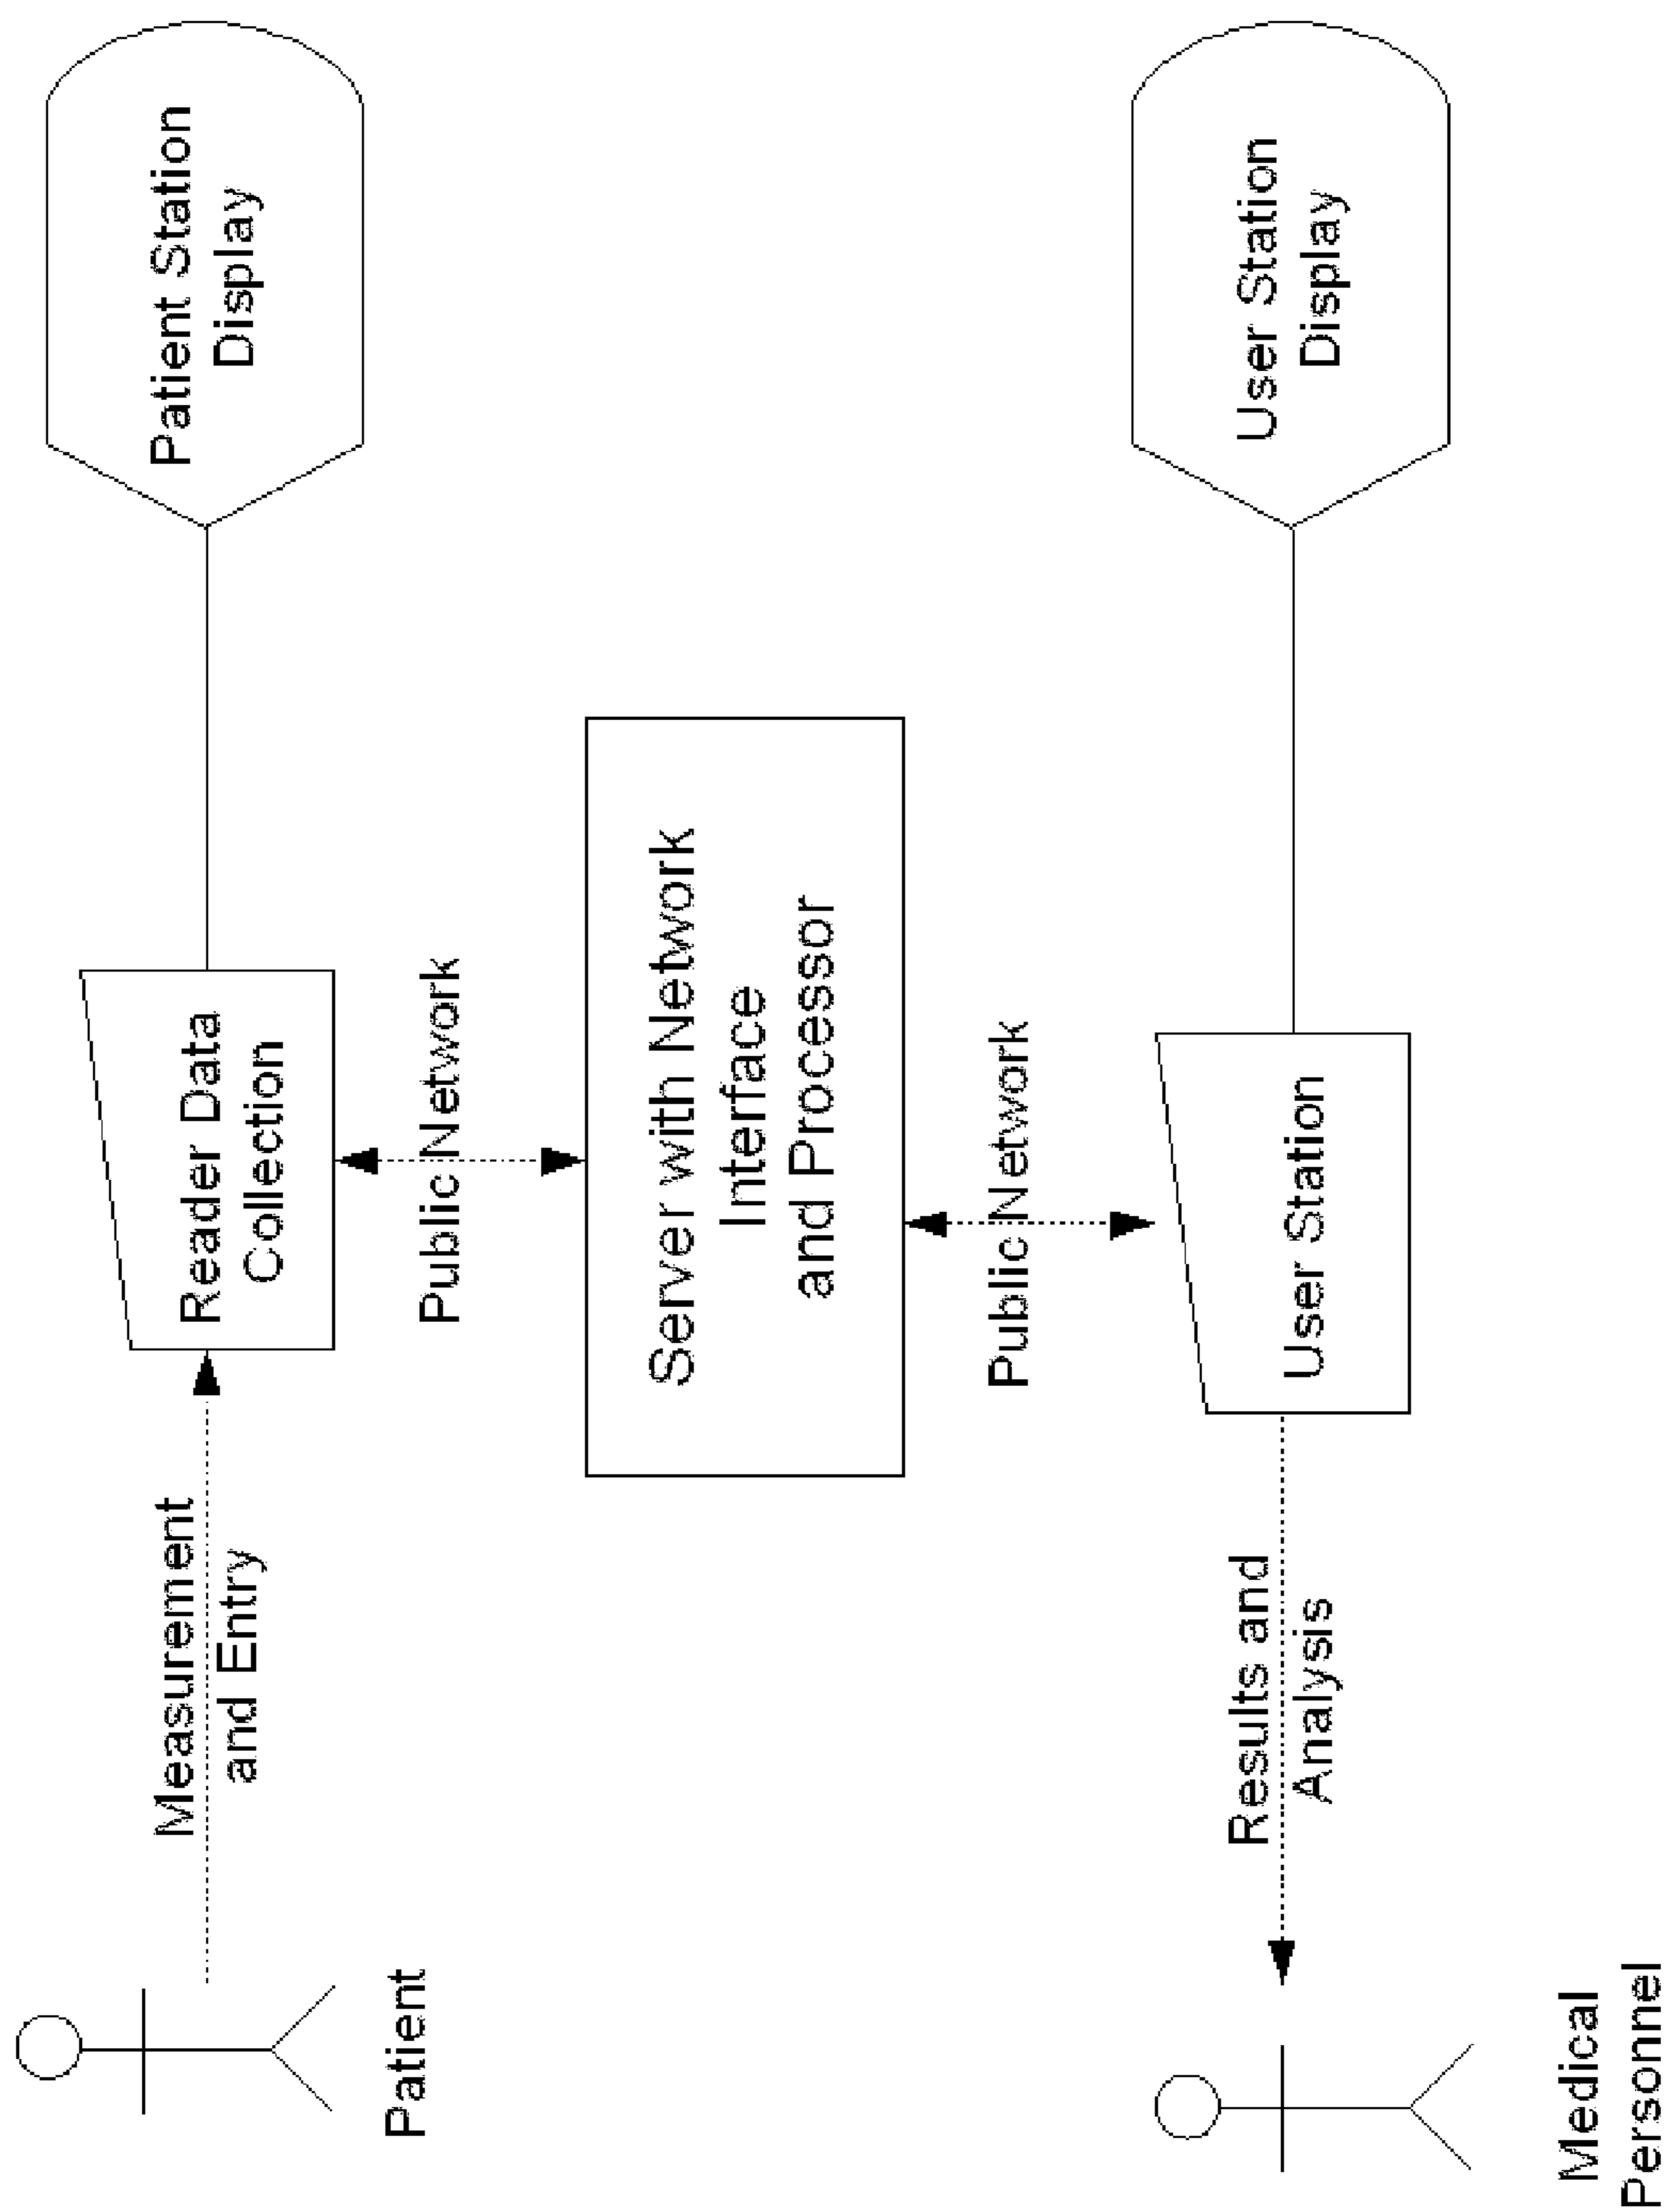 Patient
Measurement
and Entry
Reader Data
Collection
Patient Station
Display
Public Network
Server with Network
Interface
and Processor
Public Network
Medical
Personnel
Results and
Analysis
User Station
User Station
Display